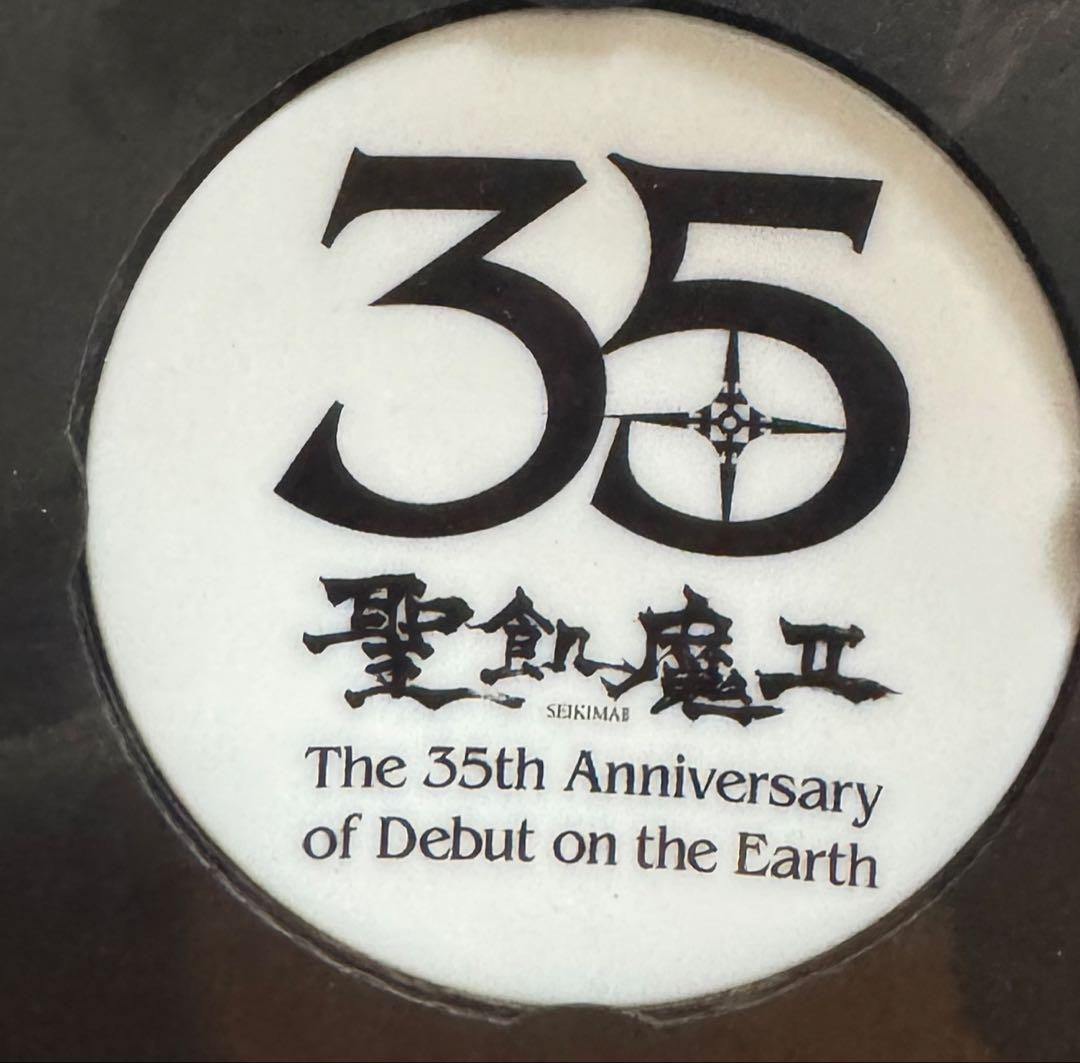 35
聖飢魔Ⅱ
SEIKIMAⅡ
The 35th Anniversary
of Debut on the Earth